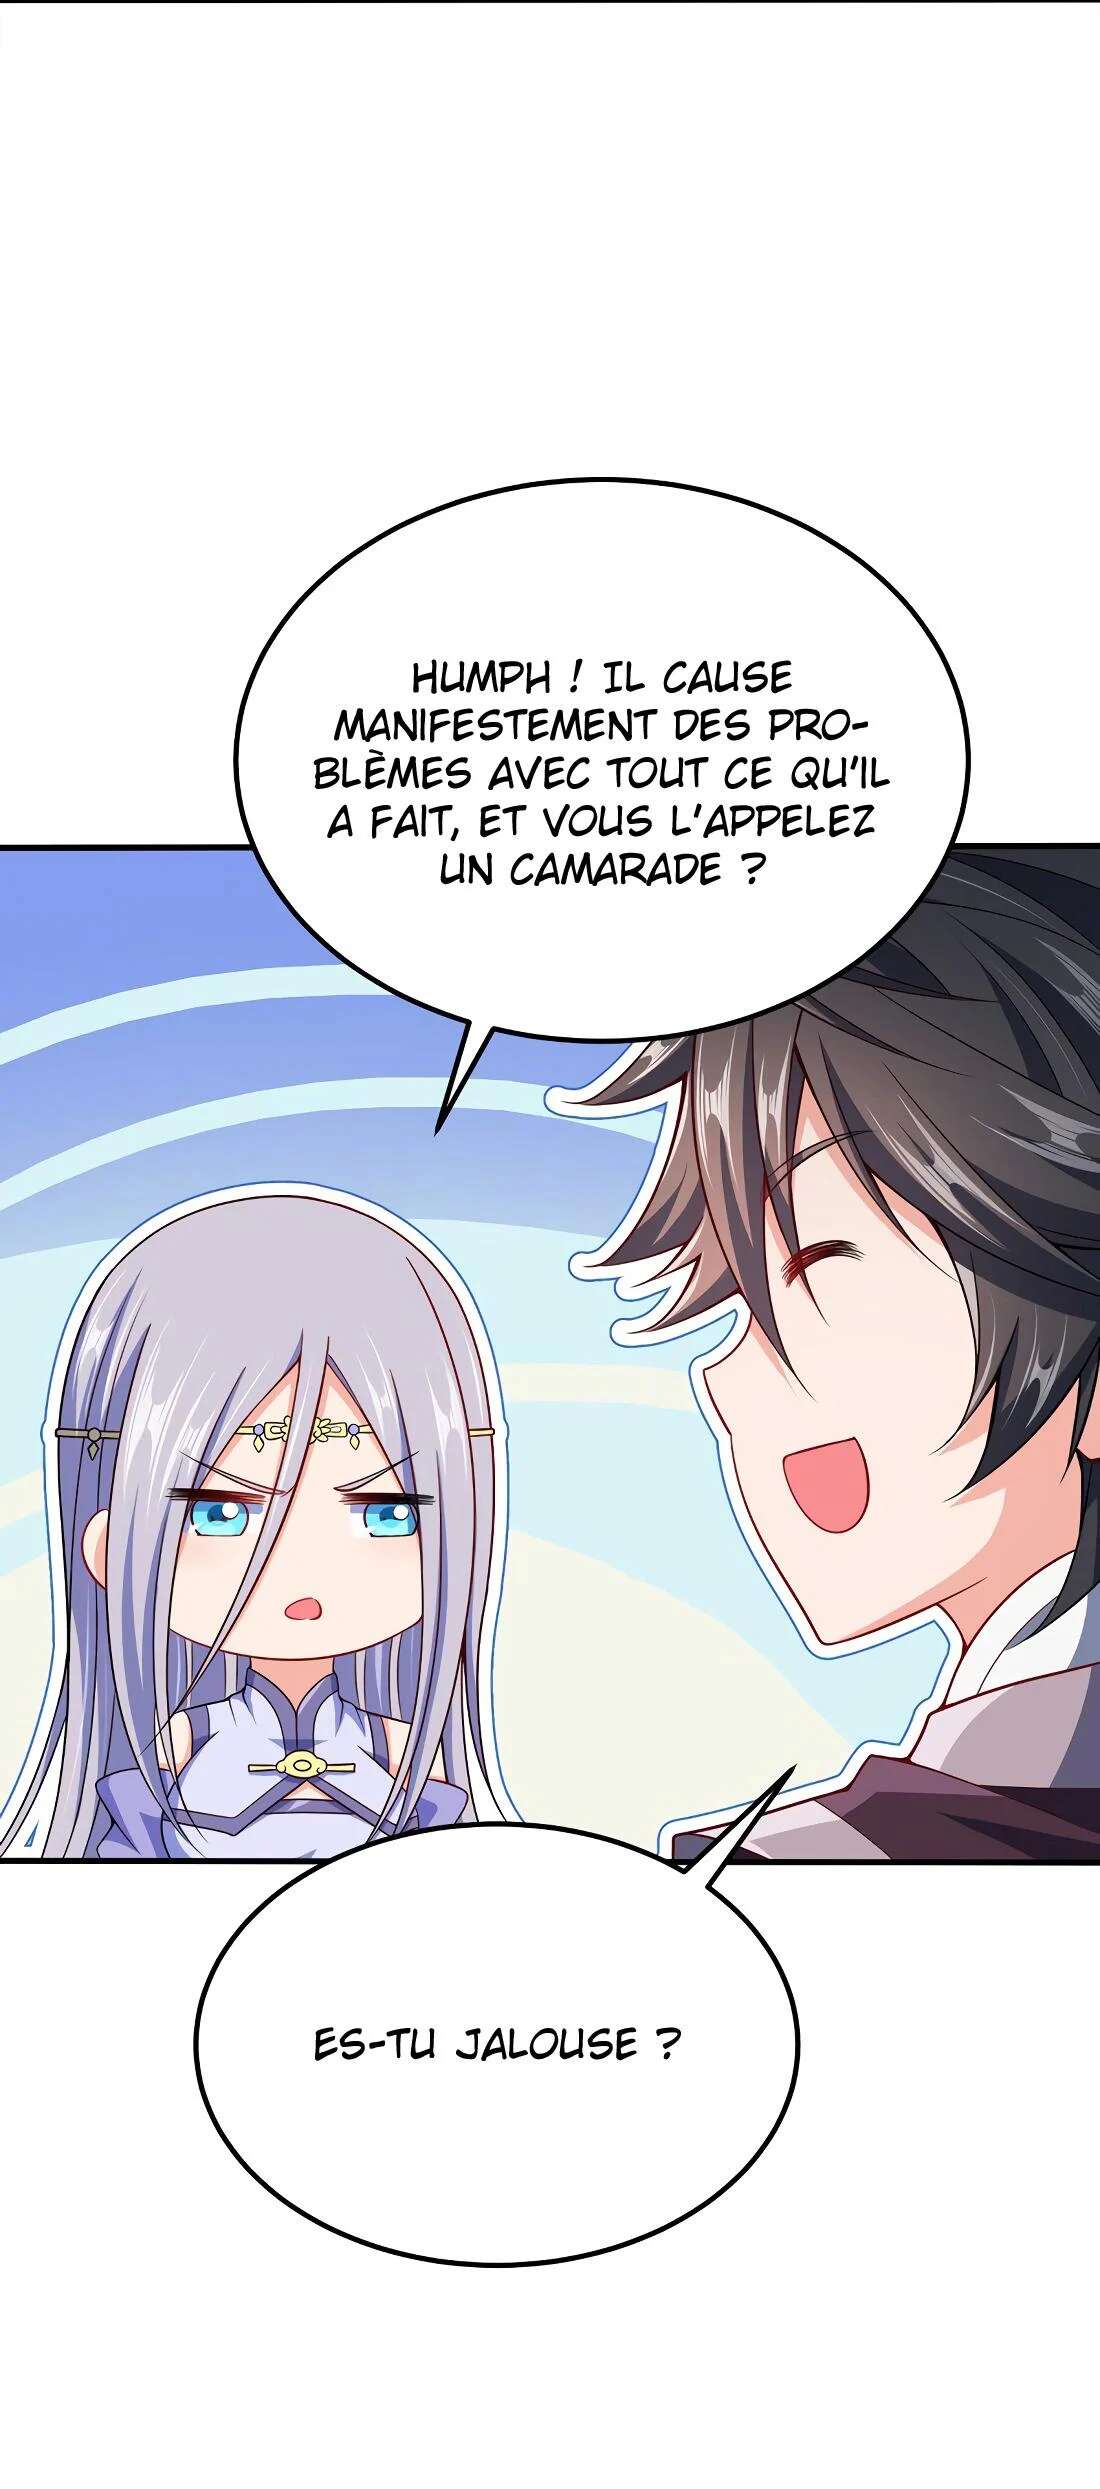 HUMPH ! IL CAUSE
MANIFESTEMENT DES PRO-
BLÈMES AVEC TOUT CE QU'IL
A FAIT, ET VOUS L'APPELEZ
UN CAMARADE ?
ES-TU JALOUSE ?